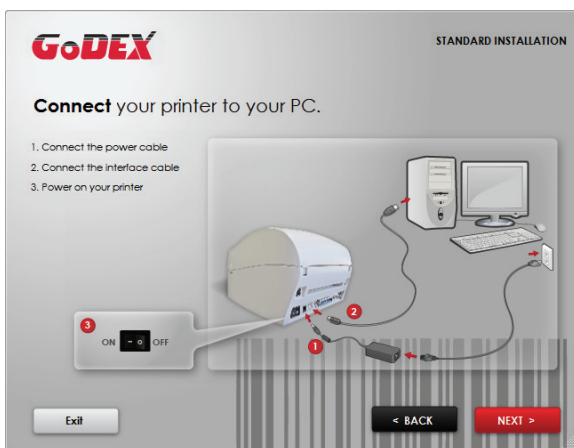 GoDEX
STANDARD INSTALLATION
Connect your printer to your PC.
1. Connect the power cable
2. Connect the interface cable
3. Power on your printer
2
3
ON - o OFF
1
Exit
< BACK
NEXT >